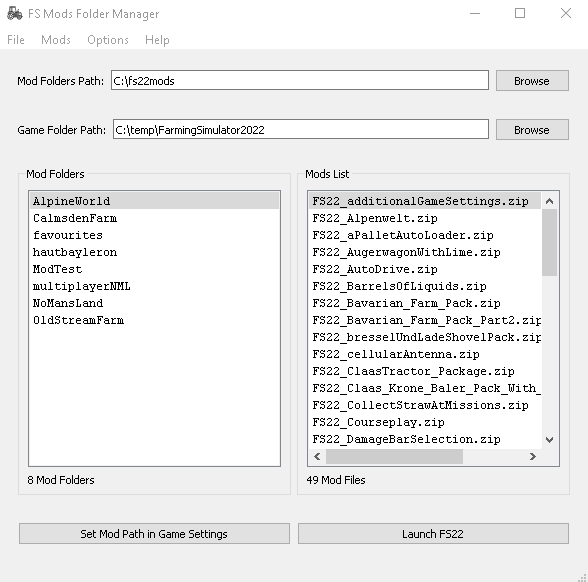 FS Mods Folder Manager
File Mods Options Help
Mod Folders Path: C:\fs22mods Browse
Game Folder Path: C:\temp\FarmingSimulator2022 Browse
Mod Folders
AlpineWorld
CalmsdenFarm
favourites
hautbayleron
ModTest
multiplayerNML
NoMansLand
OldStreamFarm
8 Mod Folders
Mods List
FS22_additionalGameSettings.zip
FS22_Alpenwelt.zip
FS22_aPalletAutoLoader.zip
FS22_AugerwagonWithLime.zip
FS22_AutoDrive.zip
FS22_BarrelsOfLiquids.zip
FS22_Bavarian_Farm_Pack.zip
FS22_Bavarian_Farm_Pack_Part2.zip
FS22_bresselUndLadeShovelPack.zip
FS22_cellularAntenna.zip
FS22_ClaasTractor_Package.zip
FS22_Claas_Krone_Baler_Pack_With_
FS22_CollectStrawAtMissions.zip
FS22_Courseplay.zip
FS22_DamageBarSelection.zip
49 Mod Files
Set Mod Path in Game Settings
Launch FS22